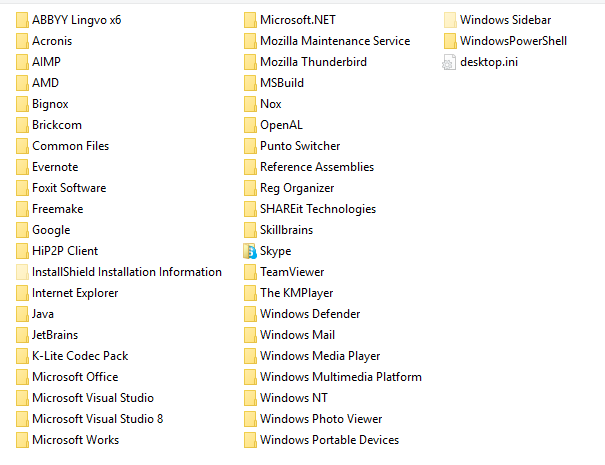 ABBYY Lingvo x6
Acronis
AIMP
AMD
Bignox
Brickcom
Common Files
Evernote
Foxit Software
Freemake
Google
HiP2P Client
InstallShield Installation Information
Internet Explorer
Java
JetBrains
K-Lite Codec Pack
Microsoft Office
Microsoft Visual Studio
Microsoft Visual Studio 8
Microsoft Works
Microsoft.NET
Mozilla Maintenance Service
Mozilla Thunderbird
MSBuild
Nox
OpenAL
Punto Switcher
Reference Assemblies
Reg Organizer
SHAREit Technologies
Skillbrains
Skype
TeamViewer
The KMPlayer
Windows Defender
Windows Mail
Windows Media Player
Windows Multimedia Platform
Windows NT
Windows Photo Viewer
Windows Portable Devices
Windows Sidebar
WindowsPowerShell
desktop.ini